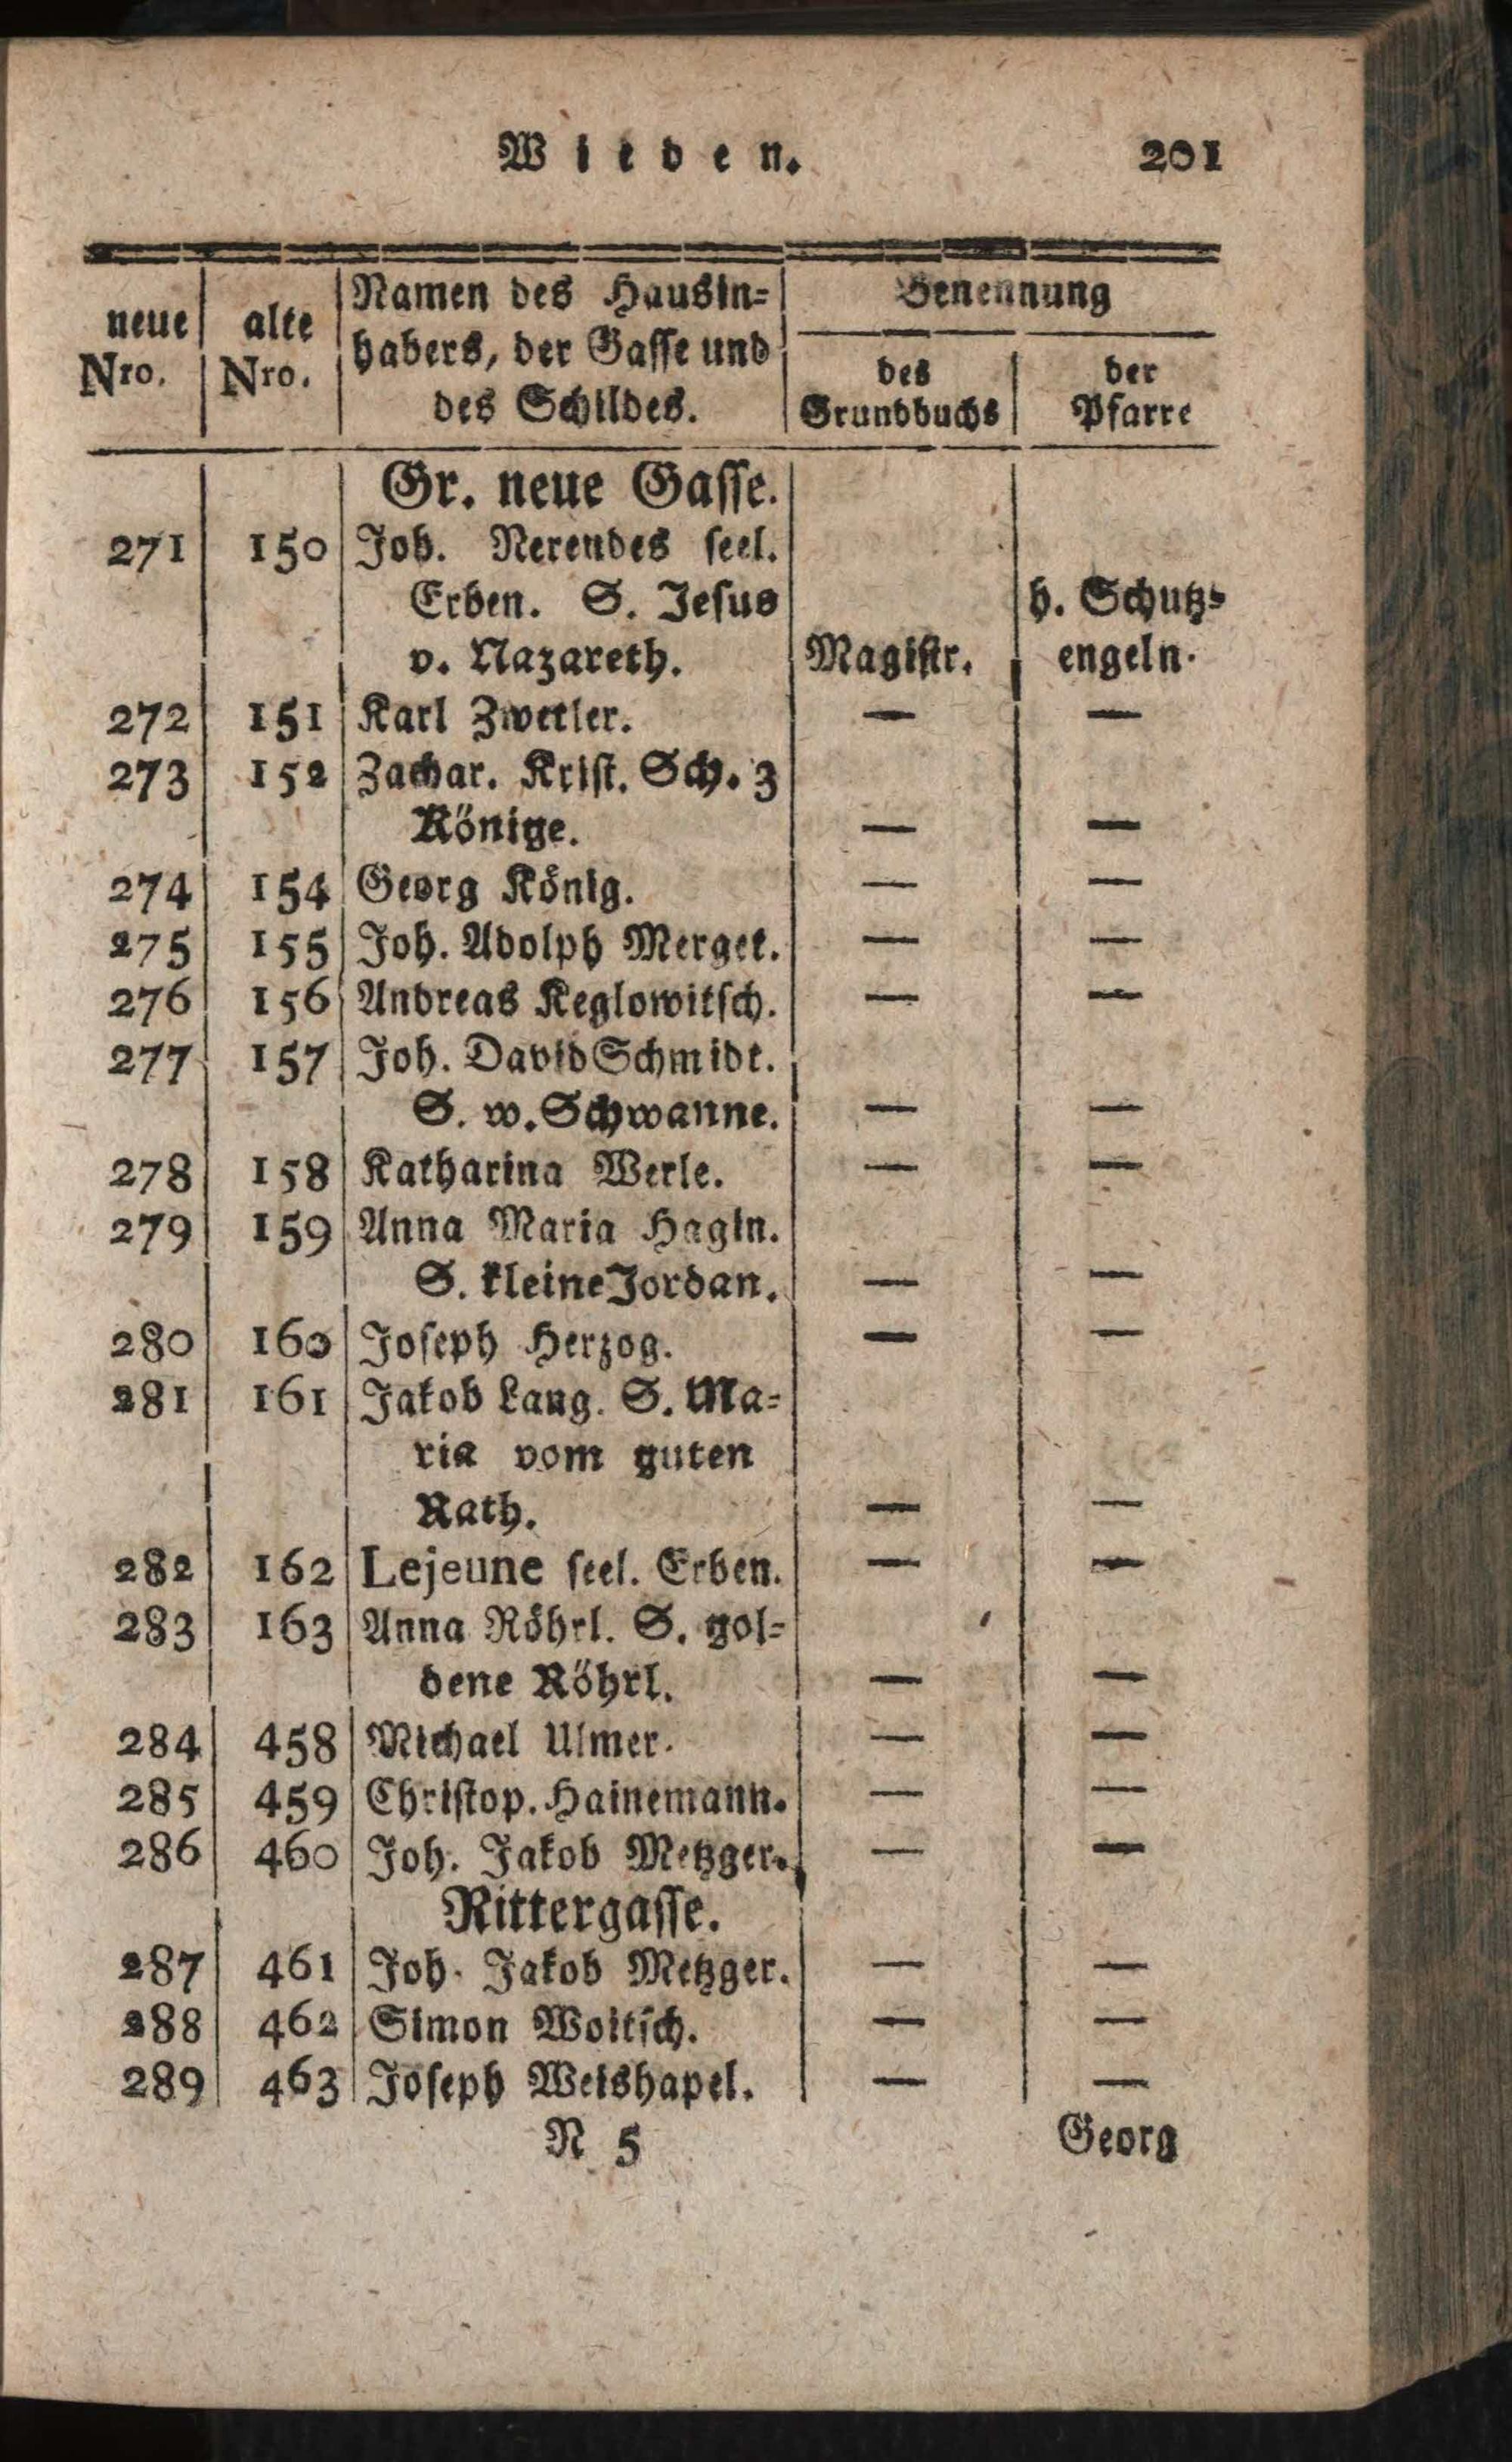 Wieden. 201
neue Nro. | alte Nro. | Namen des Hausin=
habers, der Gasse und
des Schildes. | Benennung
des Grundbuchs | der Pfarre
Gr. neue Gasse.
271 150 Joh. Nerendes seel.
Erben. S. Jesus h. Schutz=
v. Nazareth. Magistr. engeln.
272 151 Karl Zwetler. — —
273 152 Zachar. Krist. Sch. 3
Könige. — —
274 154 Georg König. — —
275 155 Joh. Adolph Merget. — —
276 156 Andreas Keglowitsch. — —
277 157 Joh. David Schmidt.
S. w. Schwanne. — —
278 158 Katharina Werle. — —
279 159 Anna Maria Hagin.
S. kleine Jordan. — —
280 160 Joseph Herzog. — —
281 161 Jakob Lang. S. Ma=
ria vom guten
Rath. — —
282 162 Lejeune seel. Erben. — —
283 163 Anna Röhrl. S. gol=
dene Röhrl. — —
284 458 Michael Ulmer. — —
285 459 Christop. Hainemann. — —
286 460 Joh. Jakob Metzger. — —
Rittergasse.
287 461 Joh. Jakob Metzger. — —
288 462 Simon Woitsch. — —
289 463 Joseph Weishapel. — —
N 5 Georg